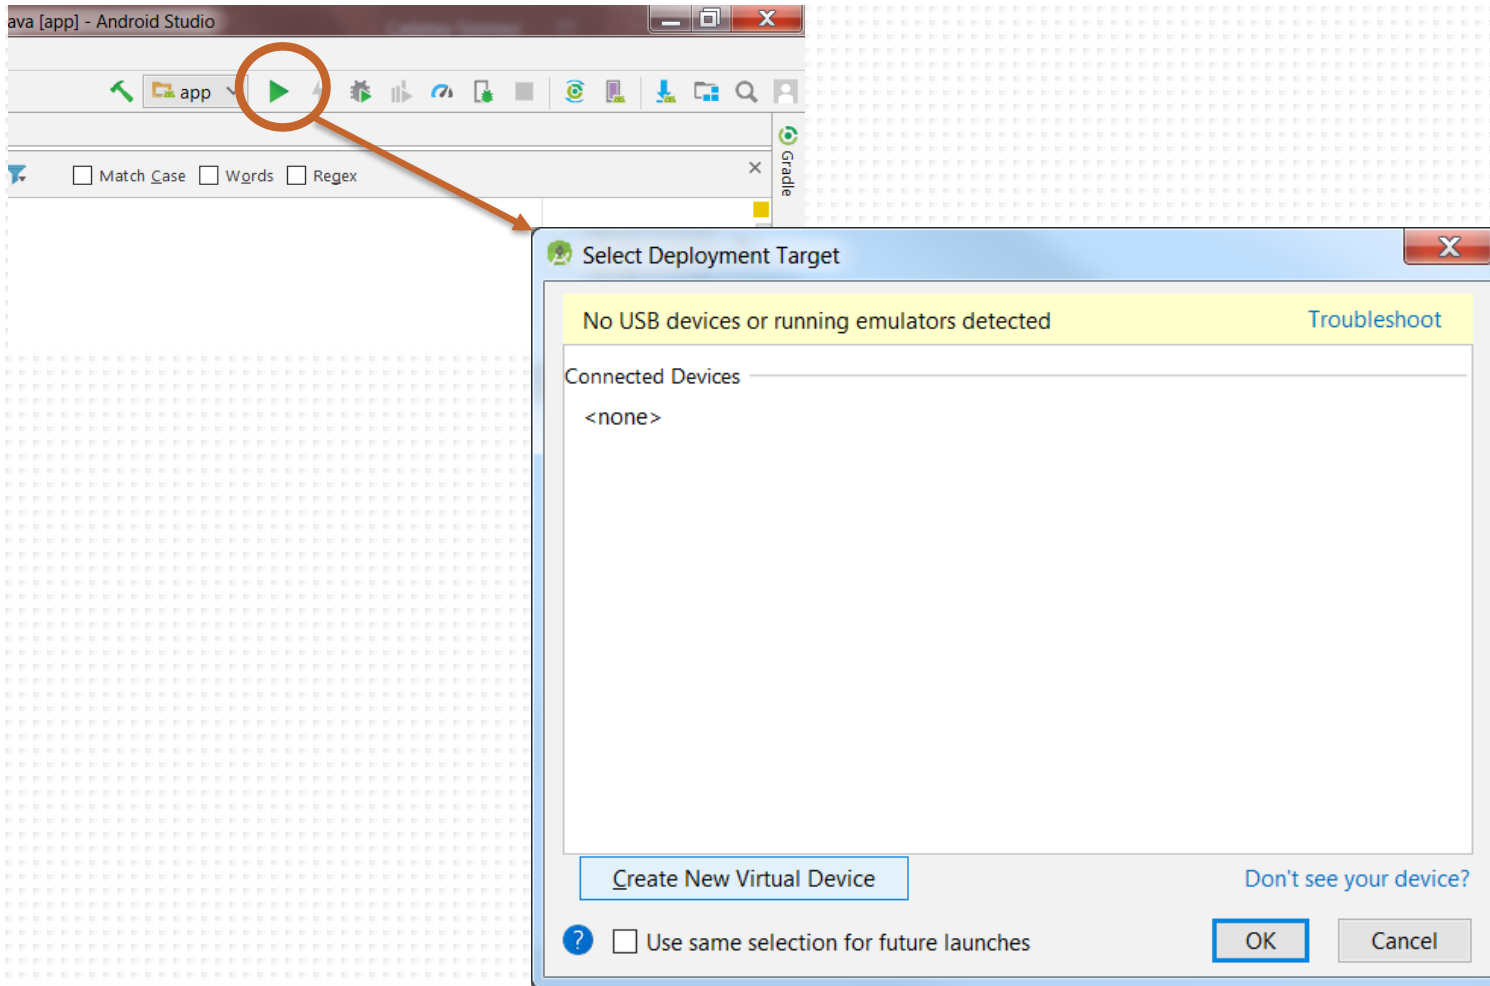 ava [app] - Android Studio
app
Match Case Words Regex
Gradle
Select Deployment Target
No USB devices or running emulators detected Troubleshoot
Connected Devices
<none>
Create New Virtual Device Don't see your device?
? Use same selection for future launches OK Cancel